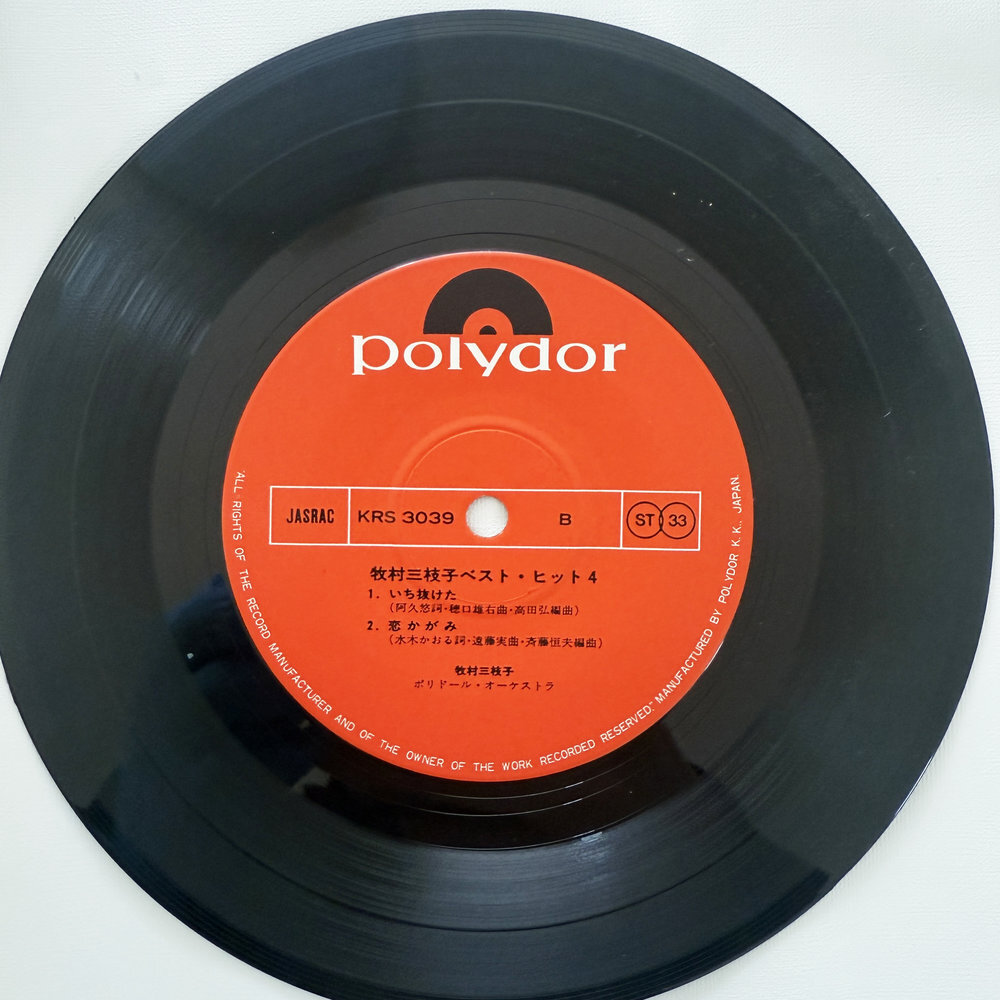 polydor
JASRAC KRS 3039 B ST 33
牧村三枝子ベスト・ヒット4
1. いち抜けた
(阿久悠詞・穂口雄右曲・高田弘編曲)
2. 恋かがみ
(水木かおる詞・遠藤実曲・斉藤恒夫編曲)
牧村三枝子
ポリドール・オーケストラ
"ALL RIGHTS OF THE RECORD MANUFACTURER AND OF THE OWNER OF THE WORK RECORDED RESERVED." MANUFACTURED BY POLYDOR K.K., JAPAN.